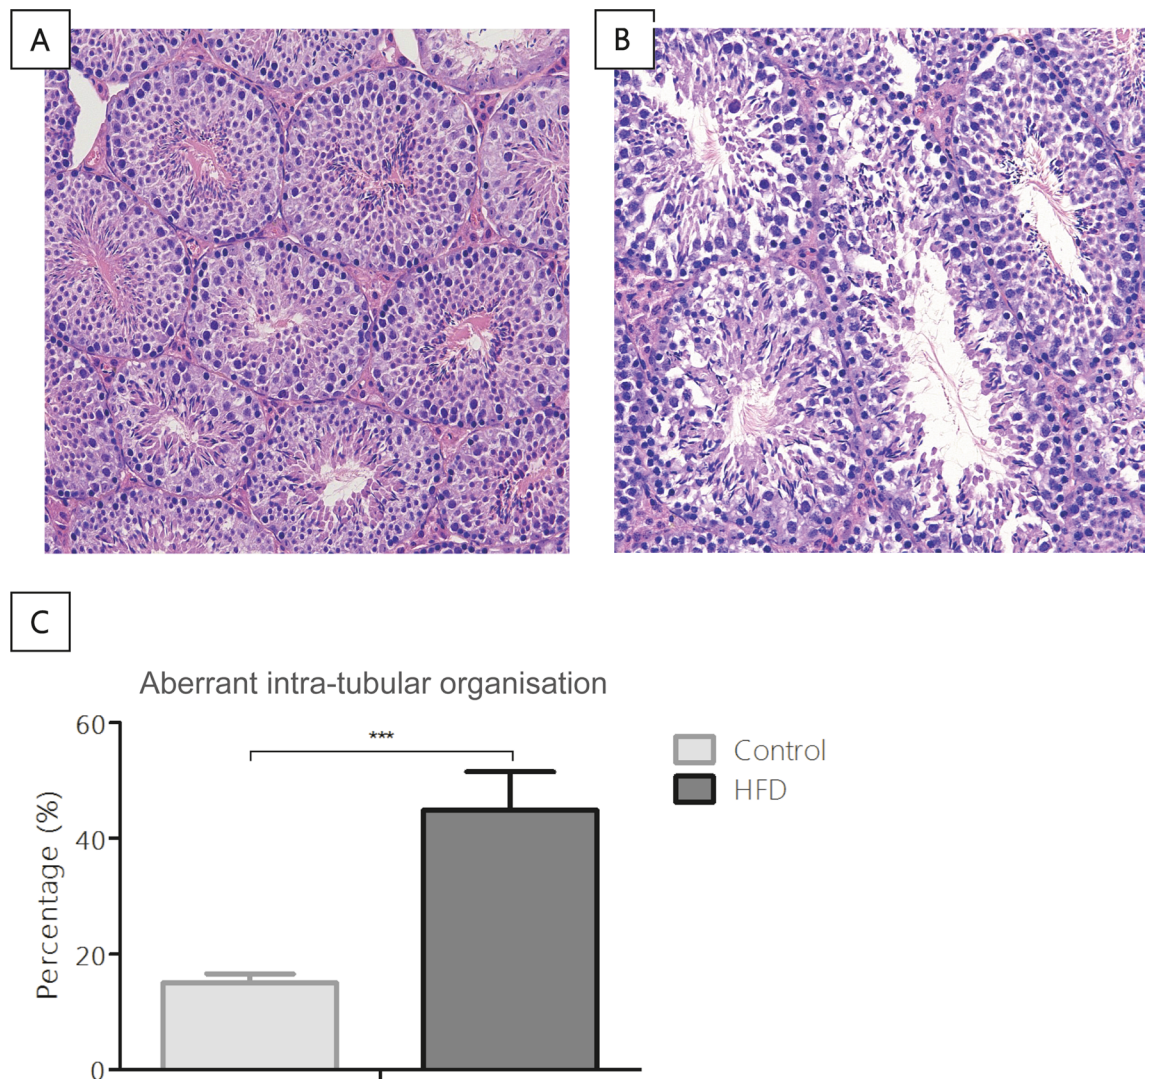 A
B
C
Aberrant intra-tubular organisation
60
***
Control
HFD
40
Percentage (%)
20
0